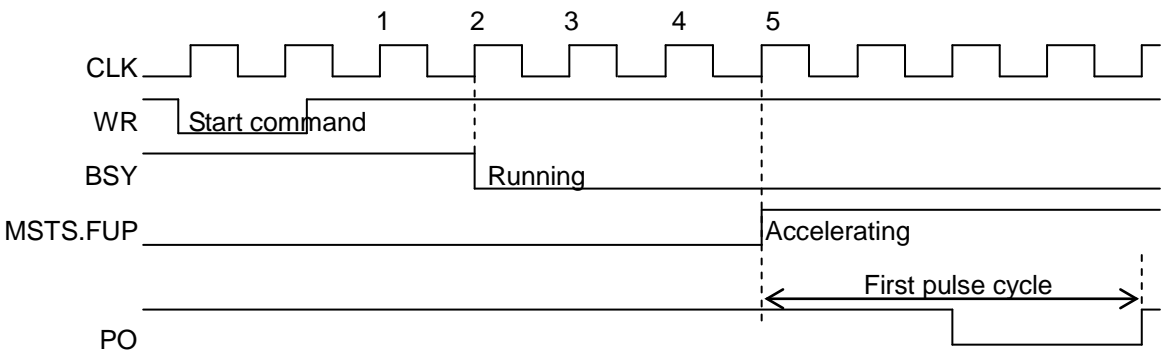 1 2 3 4 5
CLK
WR Start command
BSY Running
MSTS.FUP Accelerating
First pulse cycle
PO